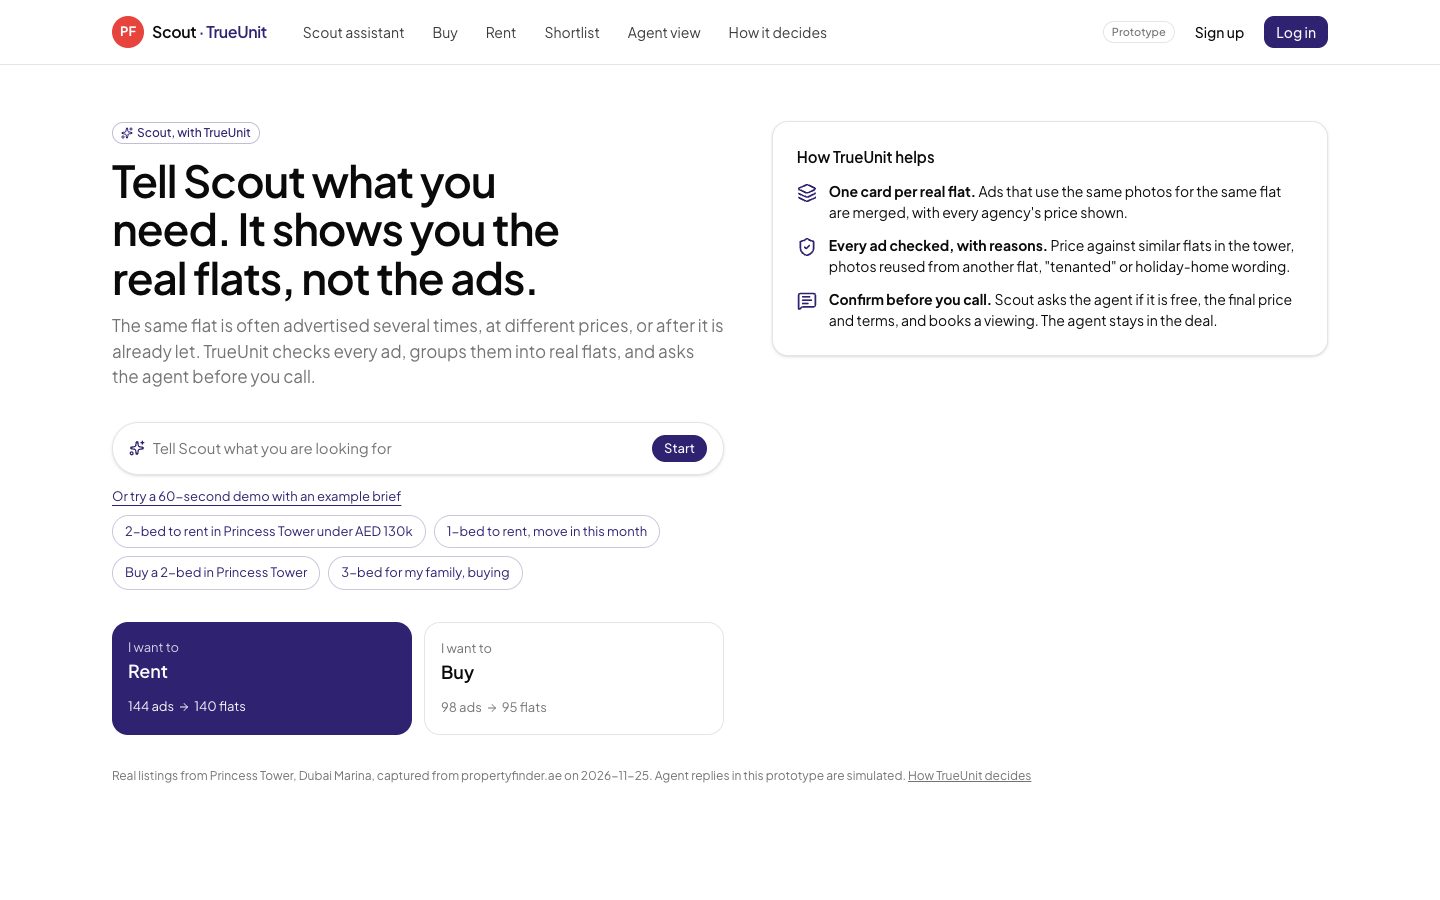 PF Scout · TrueUnit Scout assistant Buy Rent Shortlist Agent view How it decides Prototype Sign up Log in
Scout, with TrueUnit
Tell Scout what you
need. It shows you the
real flats, not the ads.
The same flat is often advertised several times, at different prices, or after it is
already let. TrueUnit checks every ad, groups them into real flats, and asks
the agent before you call.
Tell Scout what you are looking for Start
Or try a 60-second demo with an example brief
2-bed to rent in Princess Tower under AED 130k 1-bed to rent, move in this month
Buy a 2-bed in Princess Tower 3-bed for my family, buying
I want to
Rent
144 ads → 140 flats
I want to
Buy
98 ads → 95 flats
How TrueUnit helps
One card per real flat. Ads that use the same photos for the same flat
are merged, with every agency's price shown.
Every ad checked, with reasons. Price against similar flats in the tower,
photos reused from another flat, "tenanted" or holiday-home wording.
Confirm before you call. Scout asks the agent if it is free, the final price
and terms, and books a viewing. The agent stays in the deal.
Real listings from Princess Tower, Dubai Marina, captured from propertyfinder.ae on 2026-11-25. Agent replies in this prototype are simulated. How TrueUnit decides